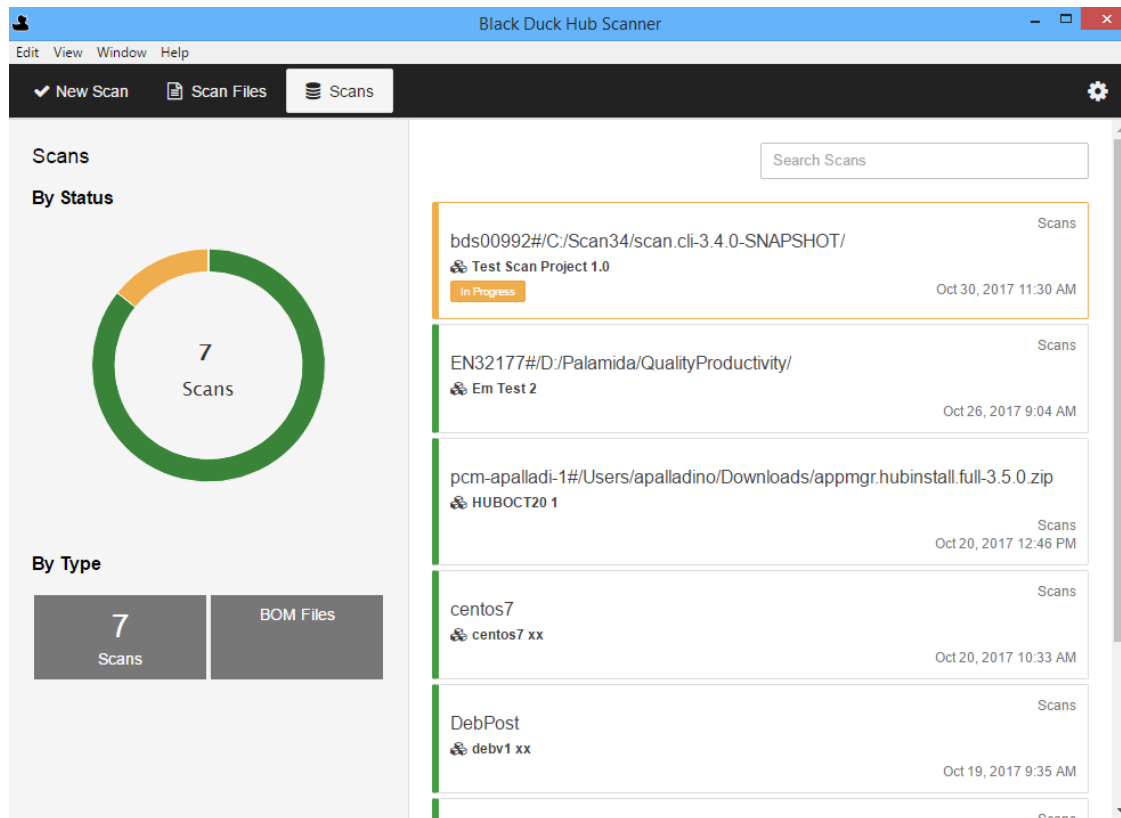 Black Duck Hub Scanner
Edit View Window Help
New Scan Scan Files Scans
Scans
By Status
7
Scans
By Type
7
Scans
BOM Files
Search Scans
Scans
bds00992#/C:/Scan34/scan.cli-3.4.0-SNAPSHOT/
Test Scan Project 1.0
In Progress
Oct 30, 2017 11:30 AM
Scans
EN32177#/D:/Palamida/QualityProductivity/
Em Test 2
Oct 26, 2017 9:04 AM
pcm-apalladi-1#/Users/apalladino/Downloads/appmgr.hubinstall.full-3.5.0.zip
HUBOCT20 1
Scans
Oct 20, 2017 12:46 PM
Scans
centos7
centos7 xx
Oct 20, 2017 10:33 AM
Scans
DebPost
debv1 xx
Oct 19, 2017 9:35 AM
Scans